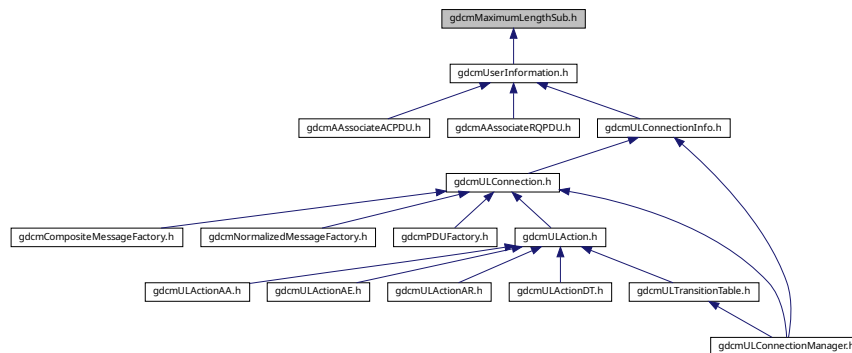 gdcmMaximumLengthSub.h
gdcmUserInformation.h
gdcmAAssociateACPDU.h
gdcmAAssociateRQPDU.h
gdcmULConnectionInfo.h
gdcmULConnection.h
gdcmCompositeMessageFactory.h
gdcmNormalizedMessageFactory.h
gdcmPDUFactory.h
gdcmULAction.h
gdcmULActionAA.h
gdcmULActionAE.h
gdcmULActionAR.h
gdcmULActionDT.h
gdcmULTransitionTable.h
gdcmULConnectionManager.h